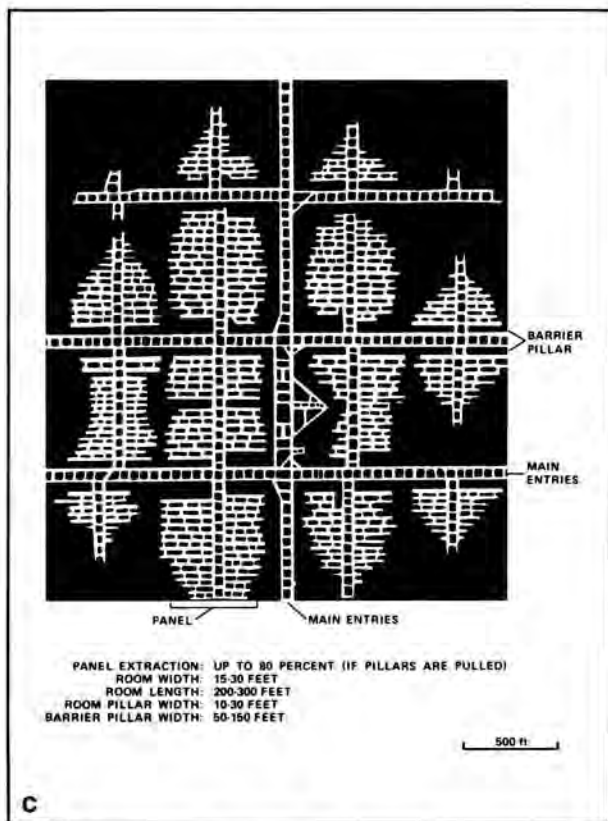 BARRIER
PILLAR
MAIN
ENTRIES
PANEL
MAIN ENTRIES
PANEL EXTRACTION: UP TO 80 PERCENT (IF PILLARS ARE PULLED)
ROOM WIDTH: 15-30 FEET
ROOM LENGTH: 200-300 FEET
ROOM PILLAR WIDTH: 10-30 FEET
BARRIER PILLAR WIDTH: 50-150 FEET
500 ft
C